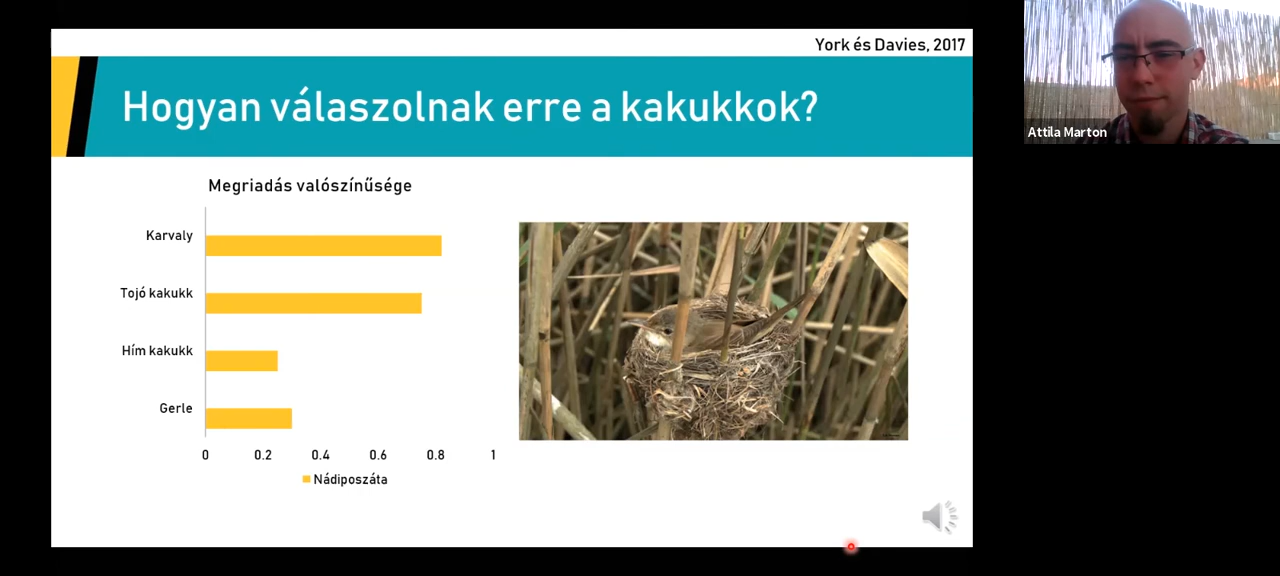 York és Davies, 2017
Hogyan válaszolnak erre a kakukkok?
Megriadás valószínűsége
Karvaly
Tojó kakukk
Hím kakukk
Gerle
0 0.2 0.4 0.6 0.8 1
Nádiposzáta
Attila Marton